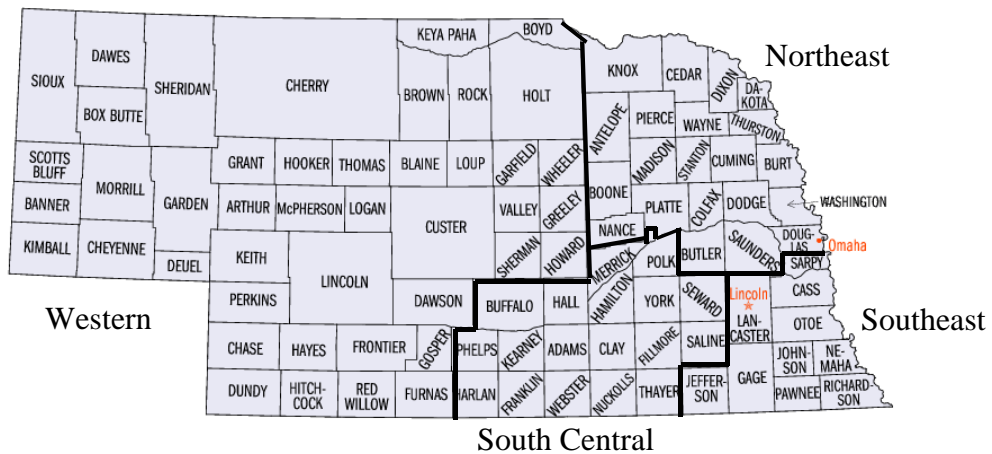 KEYA PAHA
BOYD
Northeast
DAWES
SIOUX
SHERIDAN
CHERRY
BROWN
ROCK
HOLT
KNOX
CEDAR
DIXON
DA-
KOTA
BOX BUTTE
ANTELOPE
PIERCE
WAYNE
THURSTON
SCOTTS
BLUFF
MORRILL
GARDEN
GRANT
HOOKER
THOMAS
BLAINE
LOUP
GARFIELD
WHEELER
MADISON
STANTON
CUMING
BURT
BANNER
ARTHUR
McPHERSON
LOGAN
CUSTER
VALLEY
GREELEY
BOONE
PLATTE
COLFAX
DODGE
WASHINGTON
KIMBALL
CHEYENNE
DEUEL
KEITH
LINCOLN
SHERMAN
HOWARD
NANCE
MERRICK
POLK
BUTLER
SAUNDERS
DOUG-
LAS
Omaha
SARPY
Western
PERKINS
DAWSON
BUFFALO
HALL
HAMILTON
YORK
SEWARD
Lincoln
LAN-
CASTER
CASS
OTOE
Southeast
CHASE
HAYES
FRONTIER
GOSPER
PHELPS
KEARNEY
ADAMS
CLAY
FILLMORE
SALINE
GAGE
JOHN-
SON
NE-
MAHA
DUNDY
HITCH-
COCK
RED
WILLOW
FURNAS
HARLAN
FRANKLIN
WEBSTER
NUCKOLLS
THAYER
JEFFER-
SON
PAWNEE
RICHARD-
SON
South Central